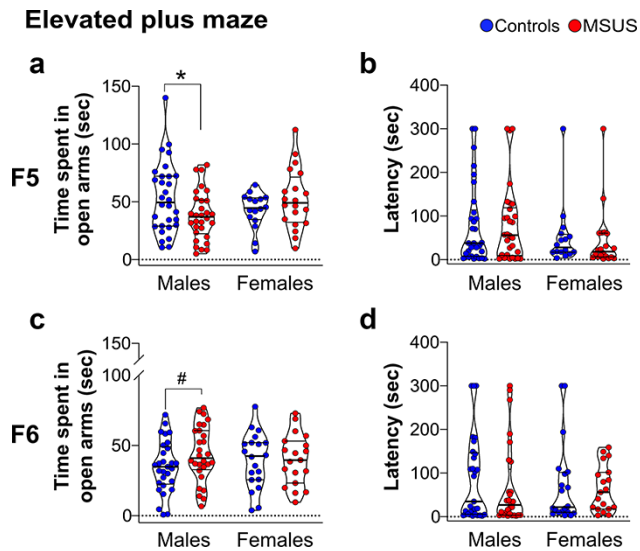 Elevated plus maze
Controls MSUS
a
b
F5
Time spent in
open arms (sec)
150
100
50
0
*
Males Females
Latency (sec)
400
300
200
100
0
Males Females
c
d
F6
Time spent in
open arms (sec)
150
100
50
0
#
Males Females
Latency (sec)
400
300
200
100
0
Males Females